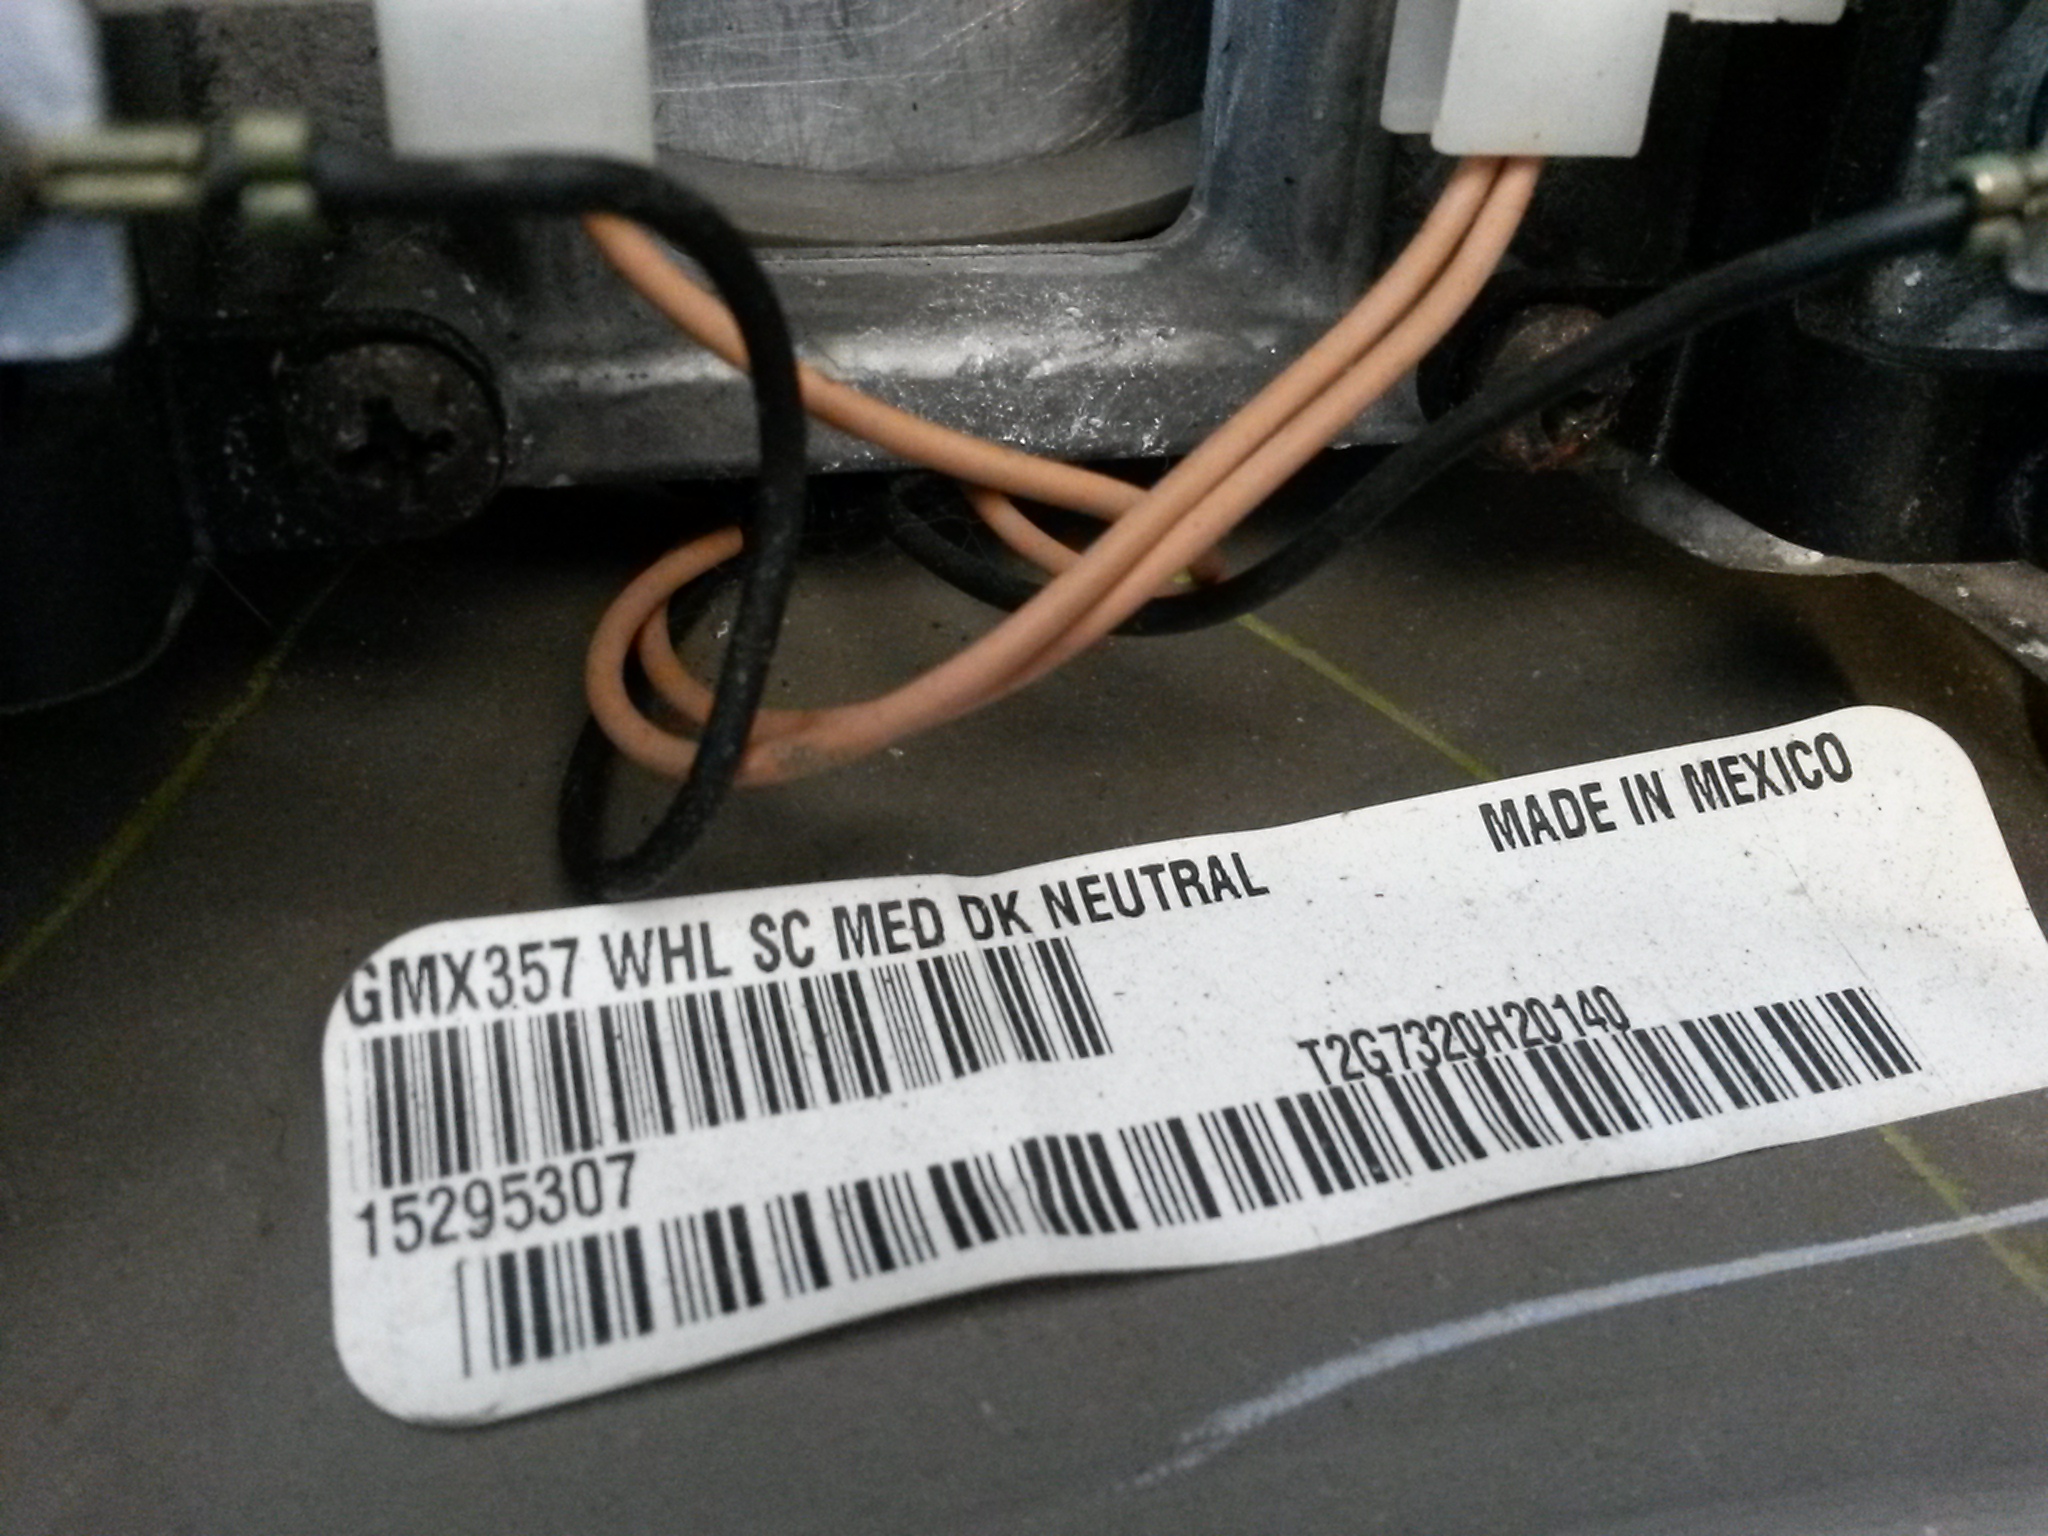 GMX357 WHL SC MED DK NEUTRAL
MADE IN MEXICO
T2G7320H20140
15295307